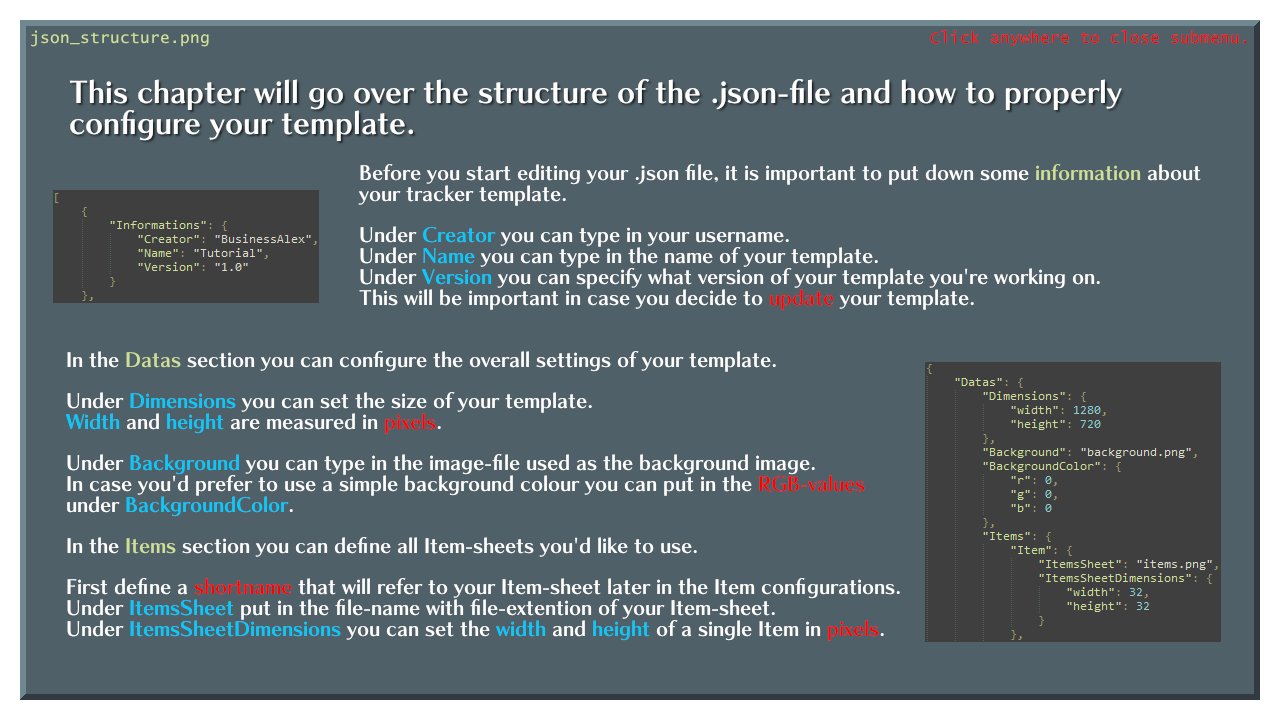 json_structure.png
Click anywhere to close submenu.
This chapter will go over the structure of the .json-file and how to properly
configure your template.
Before you start editing your .json file, it is important to put down some information about
your tracker template.
Under Creator you can type in your username.
Under Name you can type in the name of your template.
Under Version you can specify what version of your template you're working on.
This will be important in case you decide to update your template.
[
{
"Informations": {
"Creator": "BusinessAlex",
"Name": "Tutorial",
"Version": "1.0"
}
},
In the Datas section you can configure the overall settings of your template.
Under Dimensions you can set the size of your template.
Width and height are measured in pixels.
Under Background you can type in the image-file used as the background image.
In case you'd prefer to use a simple background colour you can put in the RGB-values
under BackgroundColor.
In the Items section you can define all Item-sheets you'd like to use.
First define a shortname that will refer to your Item-sheet later in the Item configurations.
Under ItemsSheet put in the file-name with file-extention of your Item-sheet.
Under ItemsSheetDimensions you can set the width and height of a single Item in pixels.
{
"Datas": {
"Dimensions": {
"width": 1280,
"height": 720
},
"Background": "background.png",
"BackgroundColor": {
"r": 0,
"g": 0,
"b": 0
},
"Items": {
"Item": {
"ItemsSheet": "items.png",
"ItemsSheetDimensions": {
"width": 32,
"height": 32
}
},